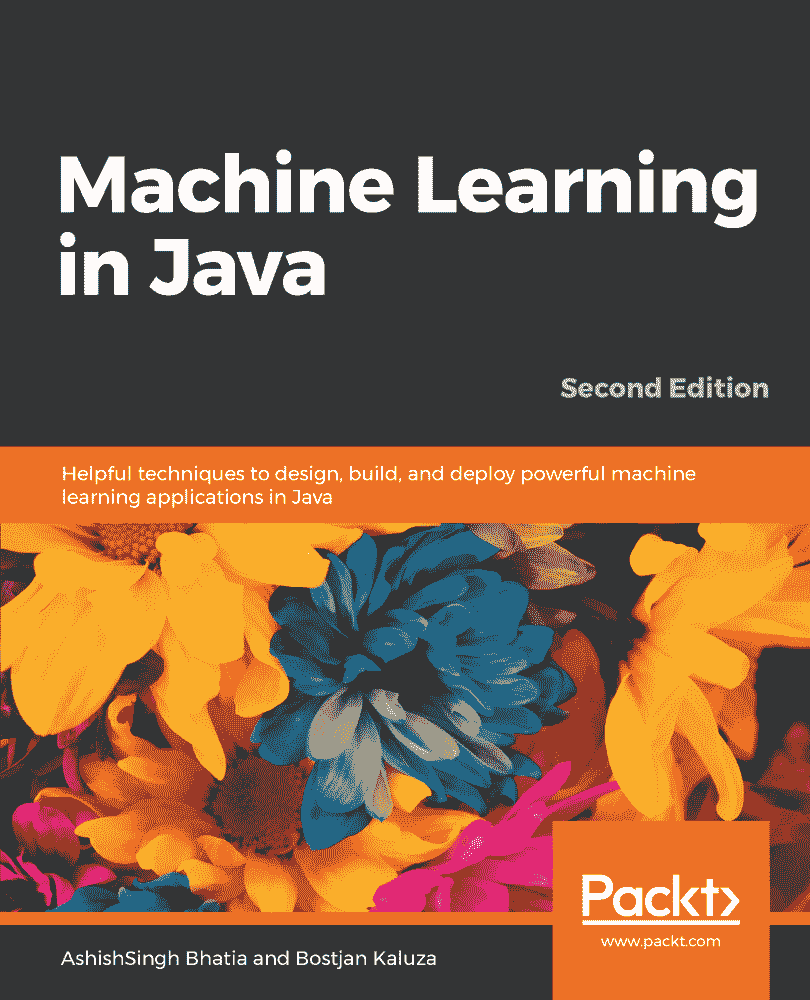 Machine Learning
in Java
Second Edition
Helpful techniques to design, build, and deploy powerful machine
learning applications in Java
Packt>
www.packt.com
AshishSingh Bhatia and Bostjan Kaluza